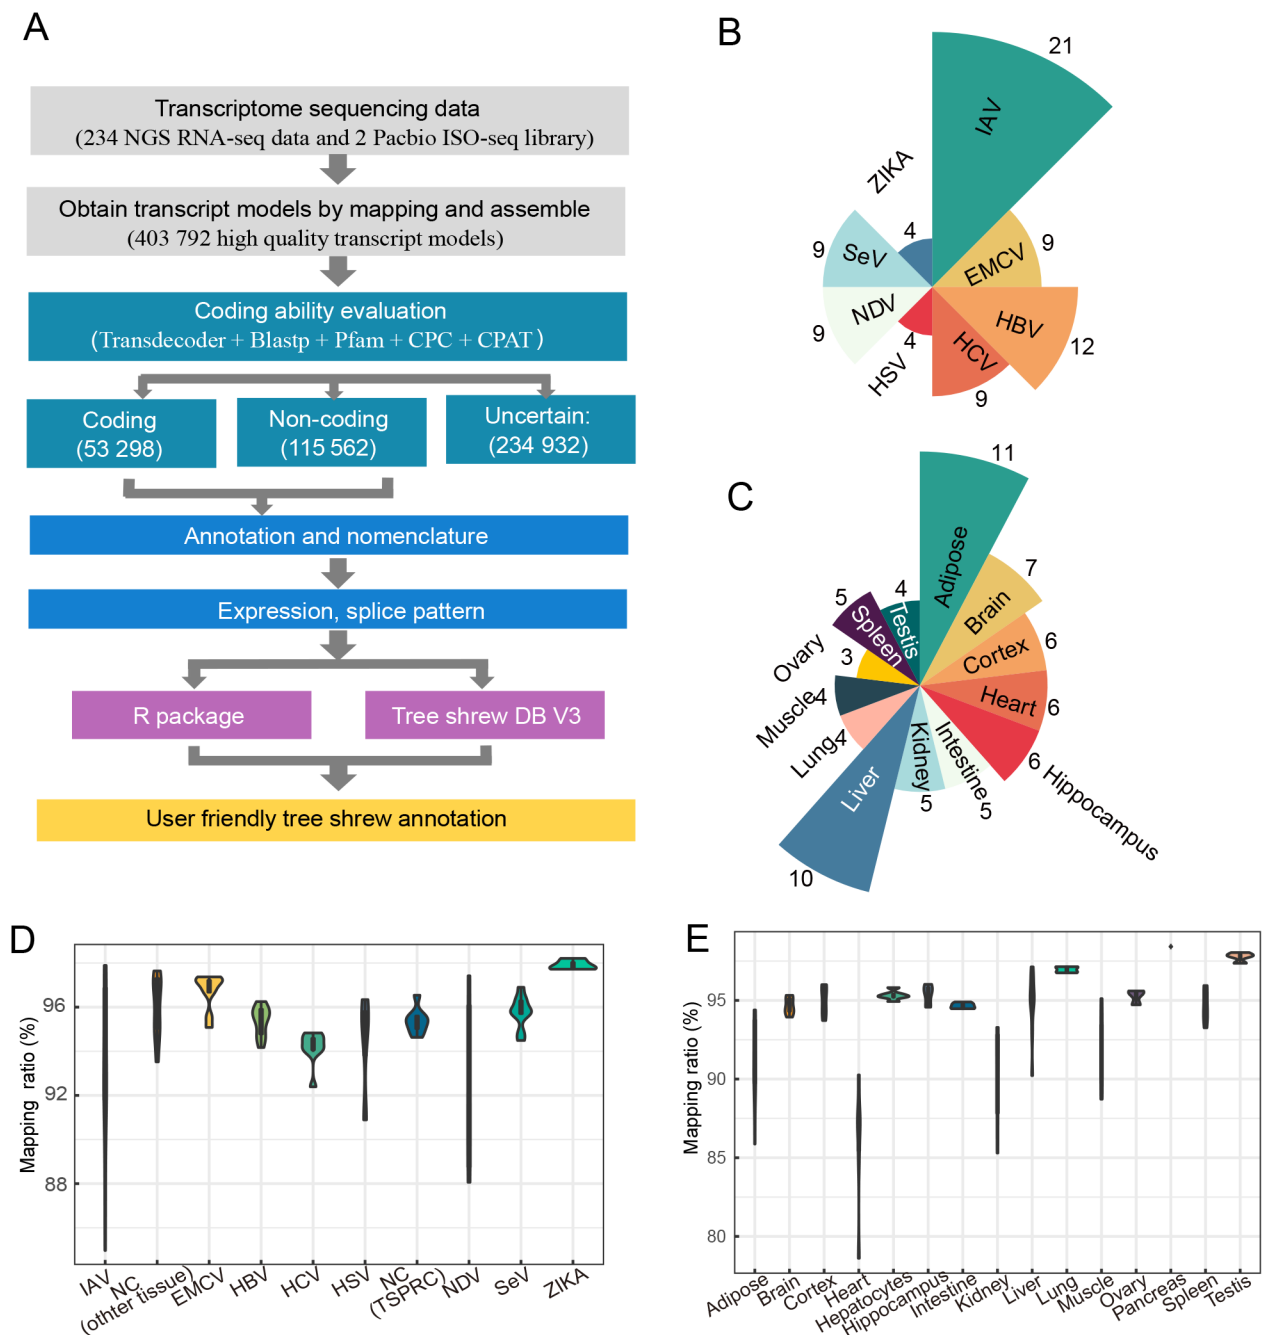 A
Transcriptome sequencing data
(234 NGS RNA-seq data and 2 Pacbio ISO-seq library)
Obtain transcript models by mapping and assemble
(403 792 high quality transcript models)
Coding ability evaluation
(Transdecoder + Blastp + Pfam + CPC + CPAT )
Coding
(53 298)
Non-coding
(115 562)
Uncertain:
(234 932)
Annotation and nomenclature
Expression, splice pattern
R package
Tree shrew DB V3
User friendly tree shrew annotation
B
21
IAV
ZIKA
4
9
SeV
EMCV
9
NDV
9
HBV
12
4
HSV
HCV
9
C
11
Adipose
7
Brain
6
Cortex
Heart
6
6
Hippocampus
Intestine
5
Kidney
5
Liver
10
Lung
4
Muscle
4
Ovary
3
5
Spleen
4
Testis
D
Mapping ratio (%)
96
92
88
IAV
NC
(othter tissue)
EMCV
HBV
HCV
HSV
NC
(TSPRC)
NDV
SeV
ZIKA
E
Mapping ratio (%)
95
90
85
80
Adipose
Brain
Cortex
Heart
Hepatocytes
Hippocampus
Intestine
Kidney
Liver
Lung
Muscle
Ovary
Pancreas
Spleen
Testis